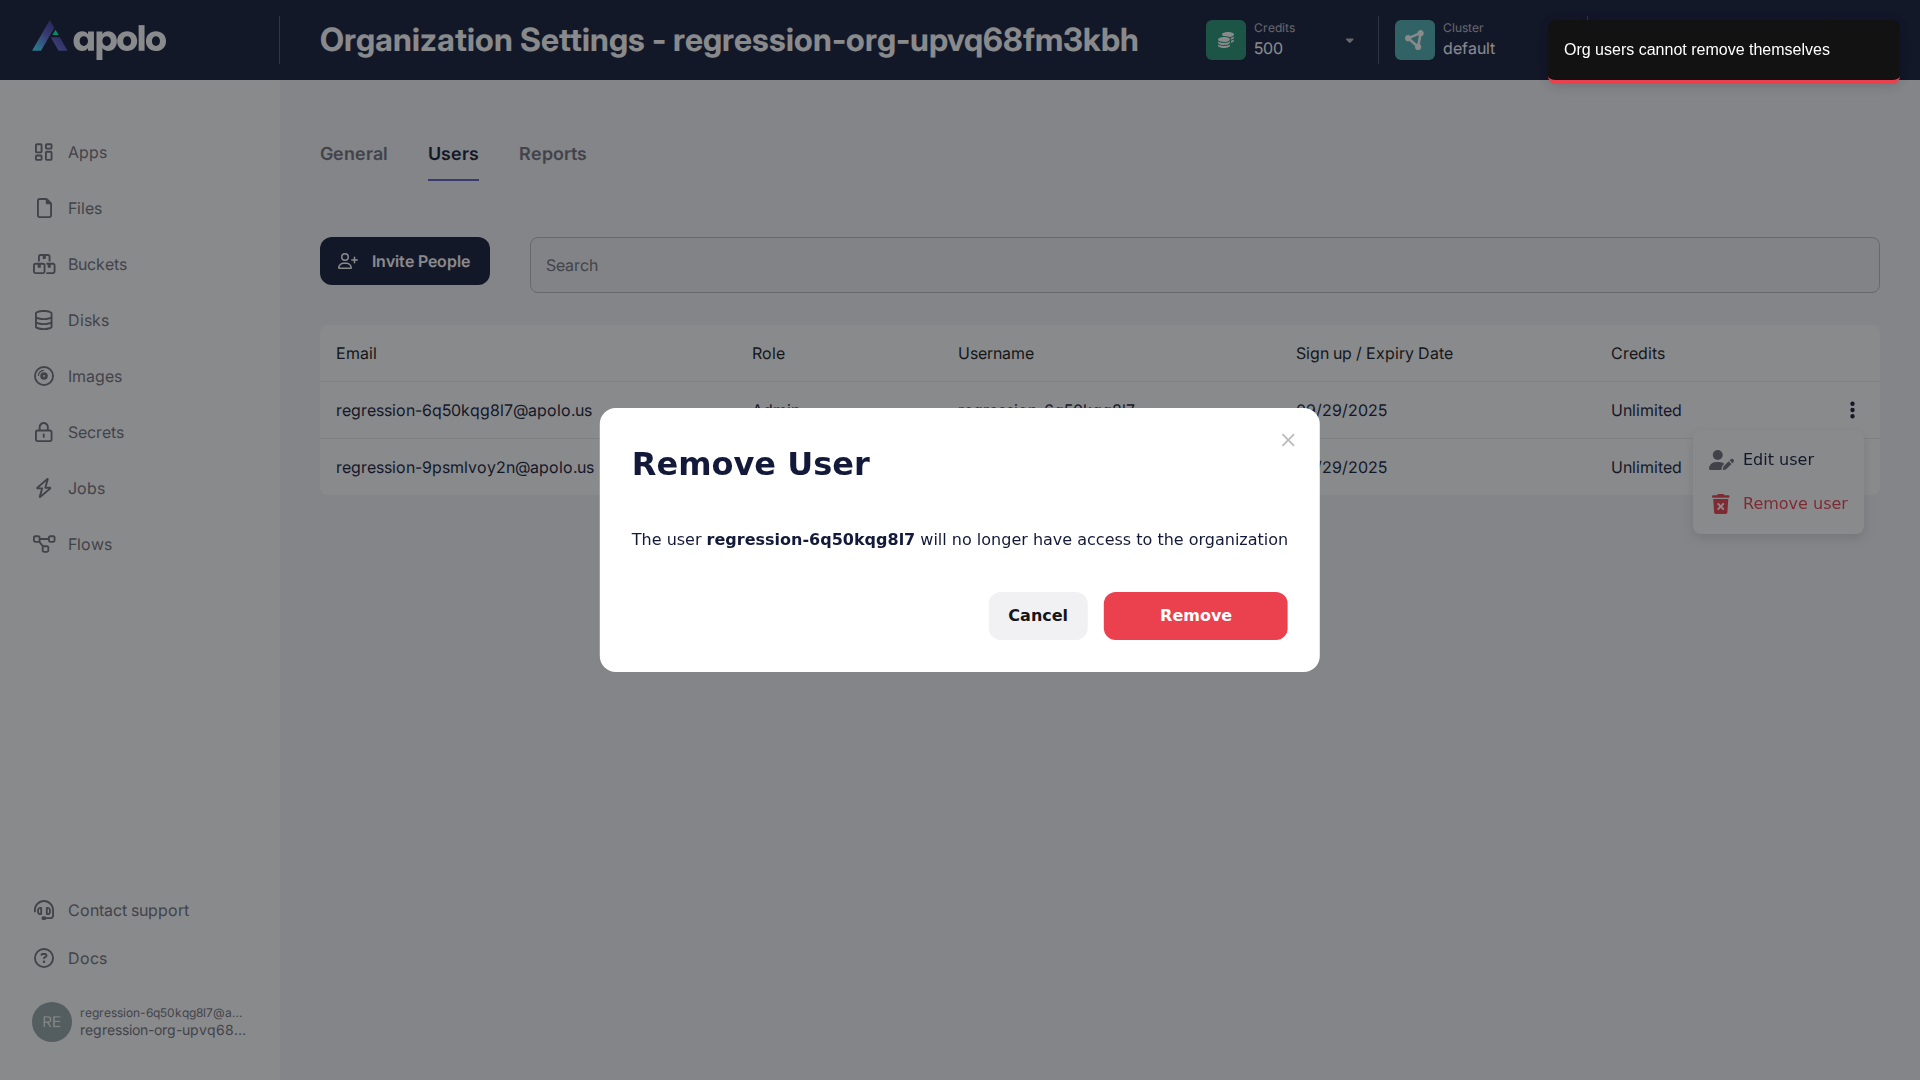 apolo
Organization Settings - regression-org-upvq68fm3kbh
Credits
500
Cluster
default
Org users cannot remove themselves
Apps
Files
Buckets
Disks
Images
Secrets
Jobs
Flows
Contact support
Docs
RE
regression-6q50kqg8l7@a...
regression-org-upvq68...
General Users Reports
Invite People
Search
Email Role Username Sign up / Expiry Date Credits
regression-6q50kqg8l7@apolo.us Admin regression-6q50kqg8l7 09/29/2025 Unlimited
regression-9psmlvoy2n@apolo.us /29/2025 Unlimited
Edit user
Remove user
Remove User
The user regression-6q50kqg8l7 will no longer have access to the organization
Cancel Remove